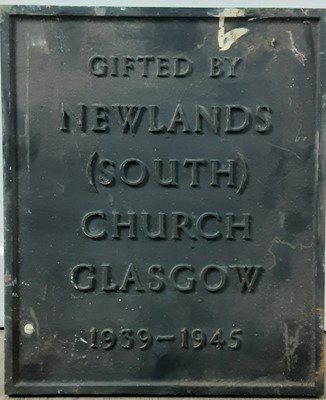 GIFTED BY
NEWLANDS
(SOUTH)
CHURCH
GLASGOW
1939-1945